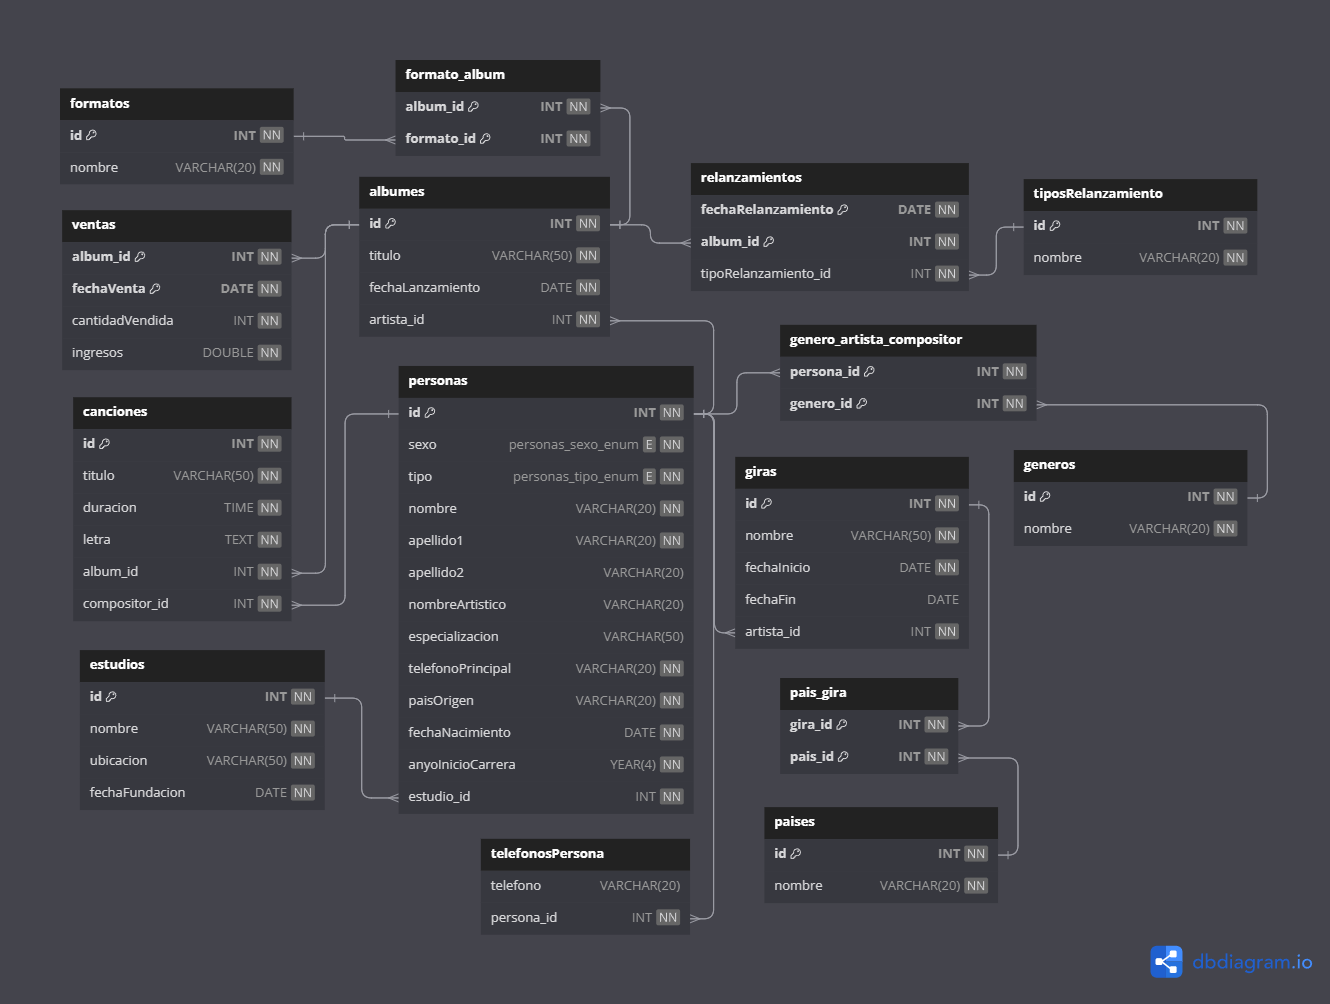 formatos
id INT NN
nombre VARCHAR(20) NN
formato_album
album_id INT NN
formato_id INT NN
ventas
album_id INT NN
fechaVenta DATE NN
cantidadVendida INT NN
ingresos DOUBLE NN
albumes
id INT NN
titulo VARCHAR(50) NN
fechaLanzamiento DATE NN
artista_id INT NN
relanzamientos
fechaRelanzamiento DATE NN
album_id INT NN
tipoRelanzamiento_id INT NN
tiposRelanzamiento
id INT NN
nombre VARCHAR(20) NN
canciones
id INT NN
titulo VARCHAR(50) NN
duracion TIME NN
letra TEXT NN
album_id INT NN
compositor_id INT NN
personas
id INT NN
sexo personas_sexo_enum E NN
tipo personas_tipo_enum E NN
nombre VARCHAR(20) NN
apellido1 VARCHAR(20) NN
apellido2 VARCHAR(20)
nombreArtistico VARCHAR(20)
especializacion VARCHAR(50)
telefonoPrincipal VARCHAR(20) NN
paisOrigen VARCHAR(20) NN
fechaNacimiento DATE NN
anyoInicioCarrera YEAR(4) NN
estudio_id INT NN
genero_artista_compositor
persona_id INT NN
genero_id INT NN
generos
id INT NN
nombre VARCHAR(20) NN
giras
id INT NN
nombre VARCHAR(50) NN
fechaInicio DATE NN
fechaFin DATE
artista_id INT NN
estudios
id INT NN
nombre VARCHAR(50) NN
ubicacion VARCHAR(50) NN
fechaFundacion DATE NN
pais_gira
gira_id INT NN
pais_id INT NN
paises
id INT NN
nombre VARCHAR(20) NN
telefonosPersona
telefono VARCHAR(20)
persona_id INT NN
dbdiagram.io